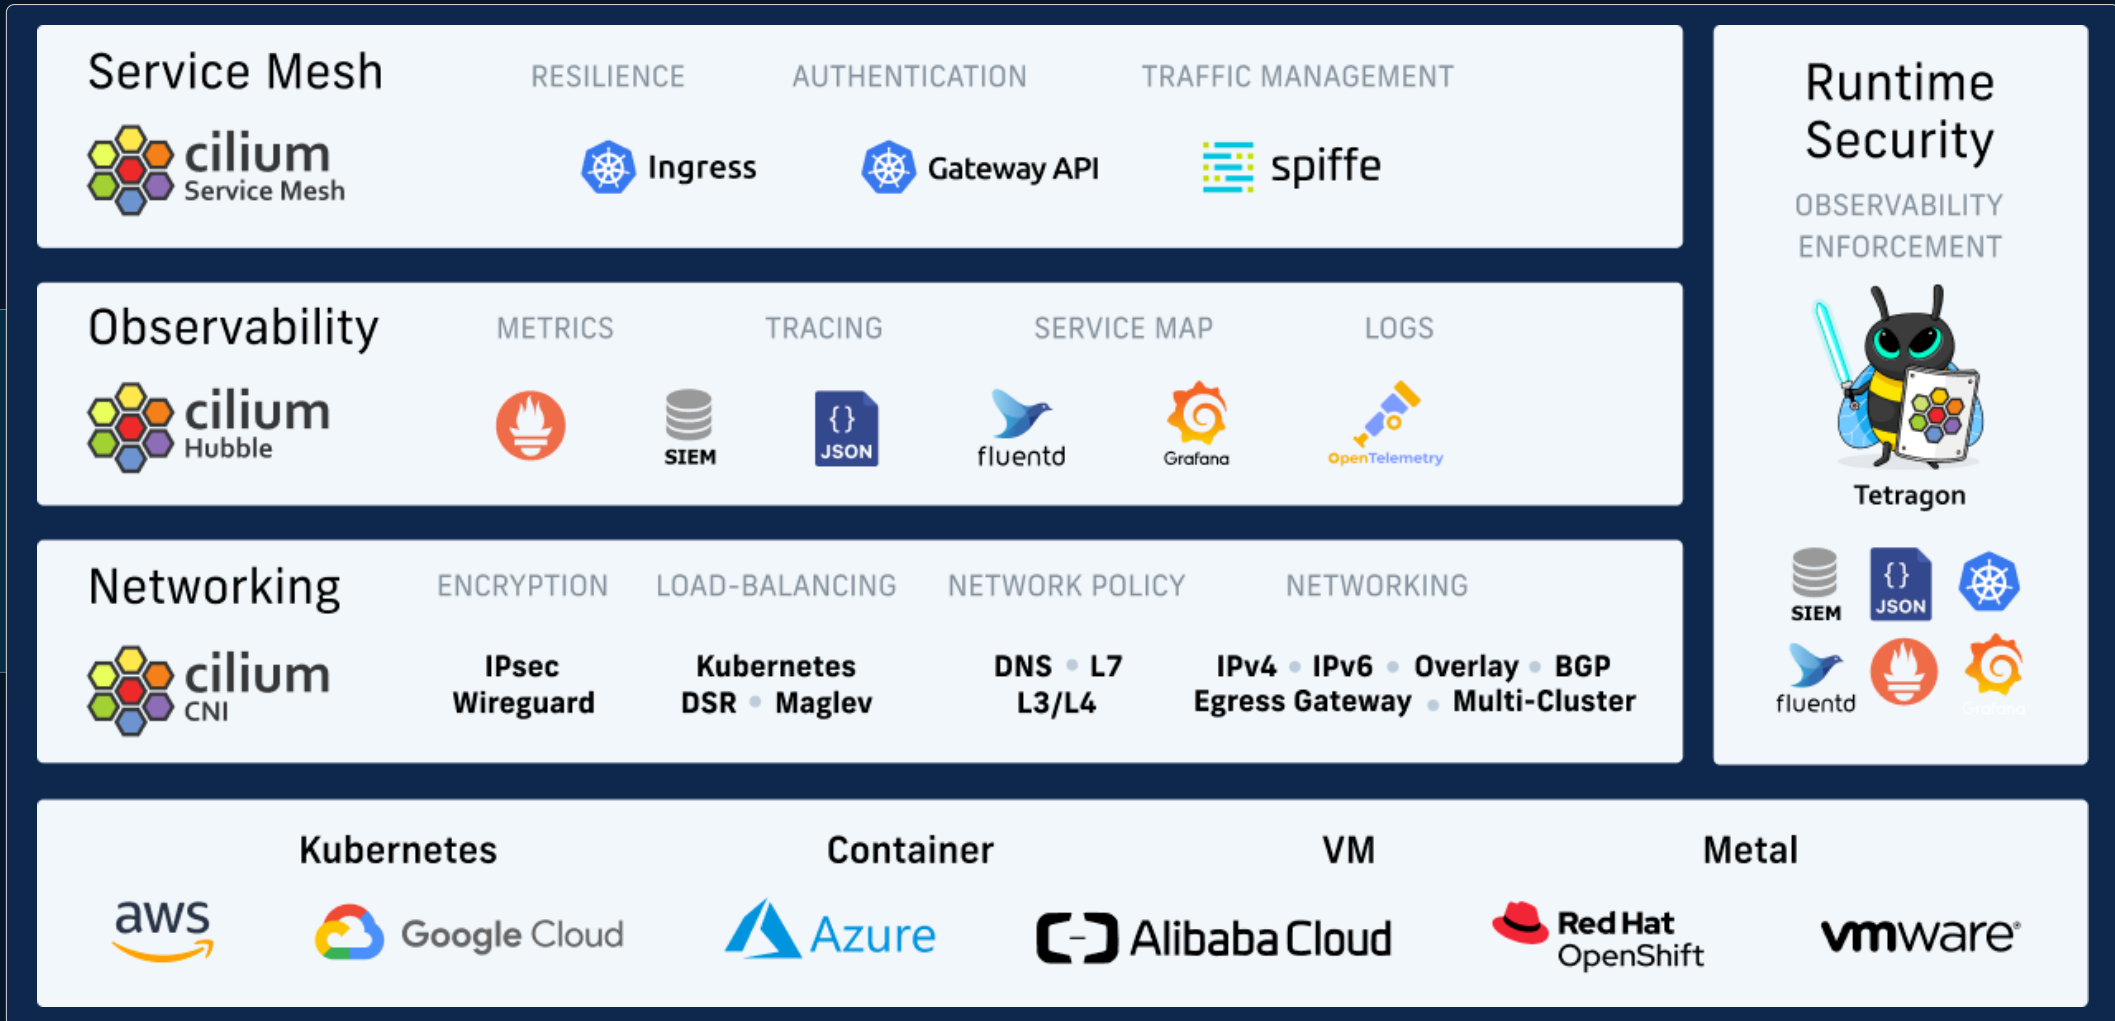 Service Mesh
RESILIENCE
AUTHENTICATION
TRAFFIC MANAGEMENT
cilium
Service Mesh
Ingress
Gateway API
spiffe
Observability
METRICS
TRACING
SERVICE MAP
LOGS
cilium
Hubble
SIEM
{}
JSON
fluentd
Grafana
OpenTelemetry
Networking
ENCRYPTION
LOAD-BALANCING
NETWORK POLICY
NETWORKING
cilium
CNI
IPsec
Wireguard
Kubernetes
DSR • Maglev
DNS • L7
L3/L4
IPv4 • IPv6 • Overlay • BGP
Egress Gateway • Multi-Cluster
Runtime
Security
OBSERVABILITY
ENFORCEMENT
Tetragon
SIEM
{}
JSON
fluentd
Grafana
Kubernetes
Container
VM
Metal
aws
Google Cloud
Azure
Alibaba Cloud
Red Hat
OpenShift
vmware®